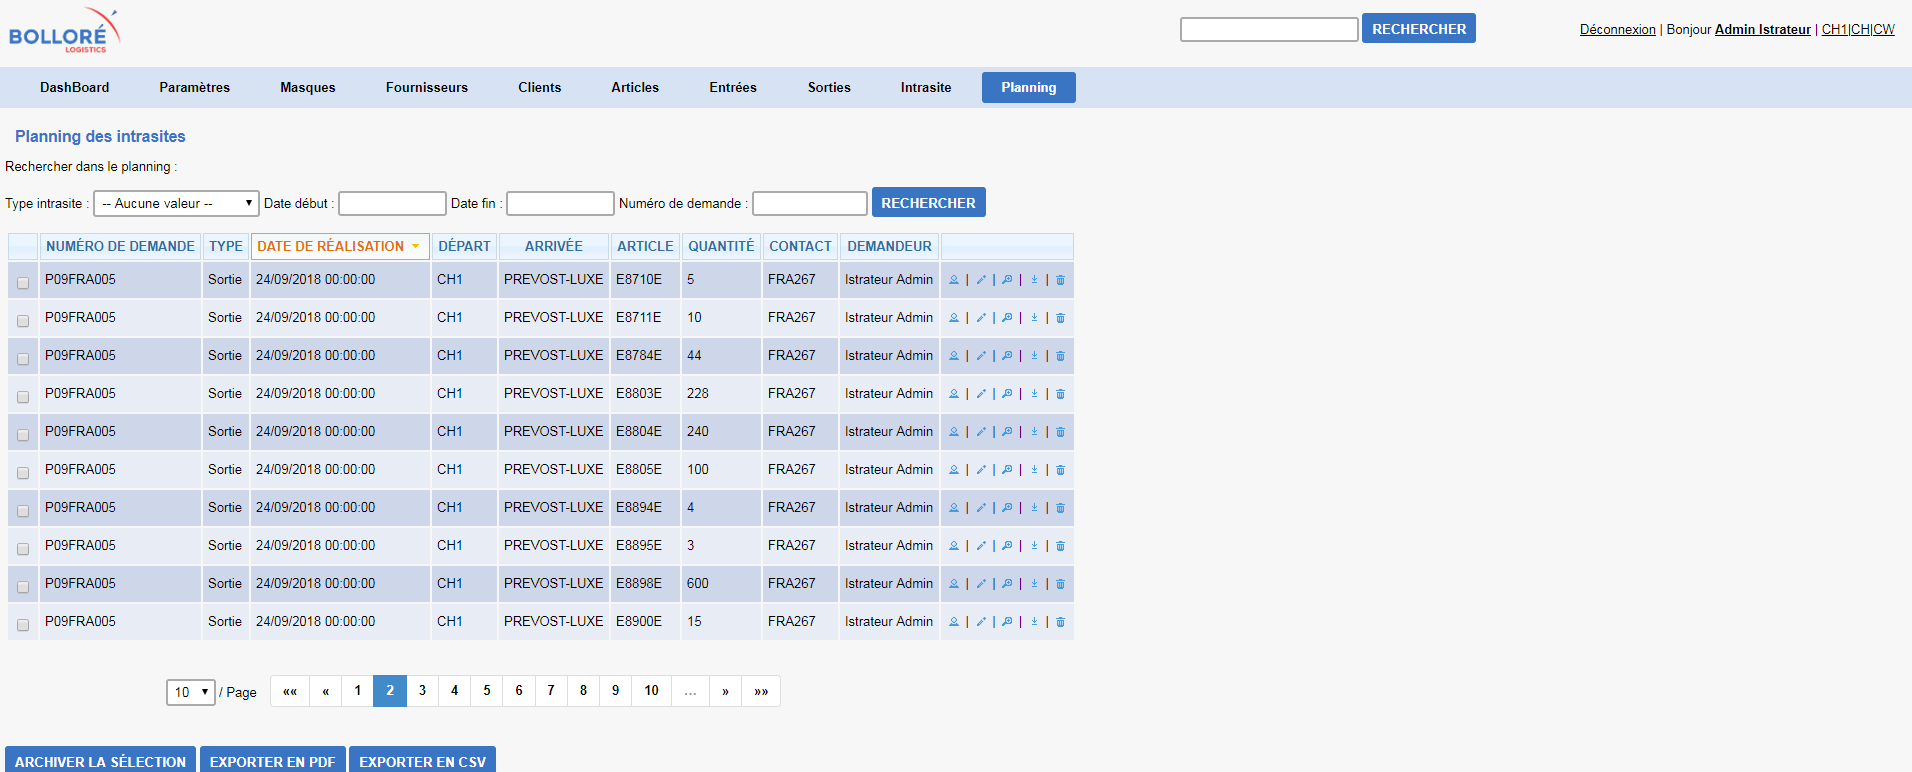 BOLLORÉ
LOGISTICS
RECHERCHER
Déconnexion | Bonjour Admin Istrateur | CH1|CH|CW
DashBoard Paramètres Masques Fournisseurs Clients Articles Entrées Sorties Intrasite Planning
Planning des intrasites
Rechercher dans le planning :
Type intrasite : -- Aucune valeur -- Date début : Date fin : Numéro de demande : RECHERCHER
NUMÉRO DE DEMANDE TYPE DATE DE RÉALISATION DÉPART ARRIVÉE ARTICLE QUANTITÉ CONTACT DEMANDEUR
P09FRA005 Sortie 24/09/2018 00:00:00 CH1 PREVOST-LUXE E8710E 5 FRA267 Istrateur Admin | | | |
P09FRA005 Sortie 24/09/2018 00:00:00 CH1 PREVOST-LUXE E8711E 10 FRA267 Istrateur Admin | | | |
P09FRA005 Sortie 24/09/2018 00:00:00 CH1 PREVOST-LUXE E8784E 44 FRA267 Istrateur Admin | | | |
P09FRA005 Sortie 24/09/2018 00:00:00 CH1 PREVOST-LUXE E8803E 228 FRA267 Istrateur Admin | | | |
P09FRA005 Sortie 24/09/2018 00:00:00 CH1 PREVOST-LUXE E8804E 240 FRA267 Istrateur Admin | | | |
P09FRA005 Sortie 24/09/2018 00:00:00 CH1 PREVOST-LUXE E8805E 100 FRA267 Istrateur Admin | | | |
P09FRA005 Sortie 24/09/2018 00:00:00 CH1 PREVOST-LUXE E8894E 4 FRA267 Istrateur Admin | | | |
P09FRA005 Sortie 24/09/2018 00:00:00 CH1 PREVOST-LUXE E8895E 3 FRA267 Istrateur Admin | | | |
P09FRA005 Sortie 24/09/2018 00:00:00 CH1 PREVOST-LUXE E8898E 600 FRA267 Istrateur Admin | | | |
P09FRA005 Sortie 24/09/2018 00:00:00 CH1 PREVOST-LUXE E8900E 15 FRA267 Istrateur Admin | | | |
10 / Page «« « 1 2 3 4 5 6 7 8 9 10 ... » »»
ARCHIVER LA SÉLECTION EXPORTER EN PDF EXPORTER EN CSV